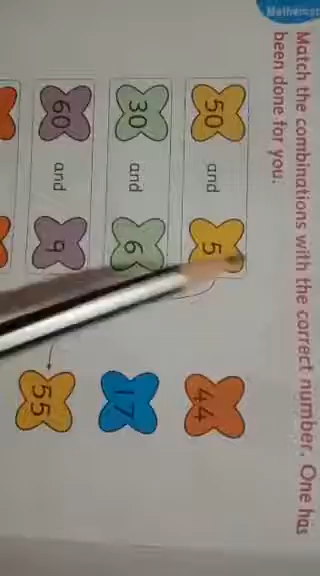 Mathemat
Match the combinations with the correct number. One has
been done for you.
50 and 5
44
30 and 6
17
60 and 9
55